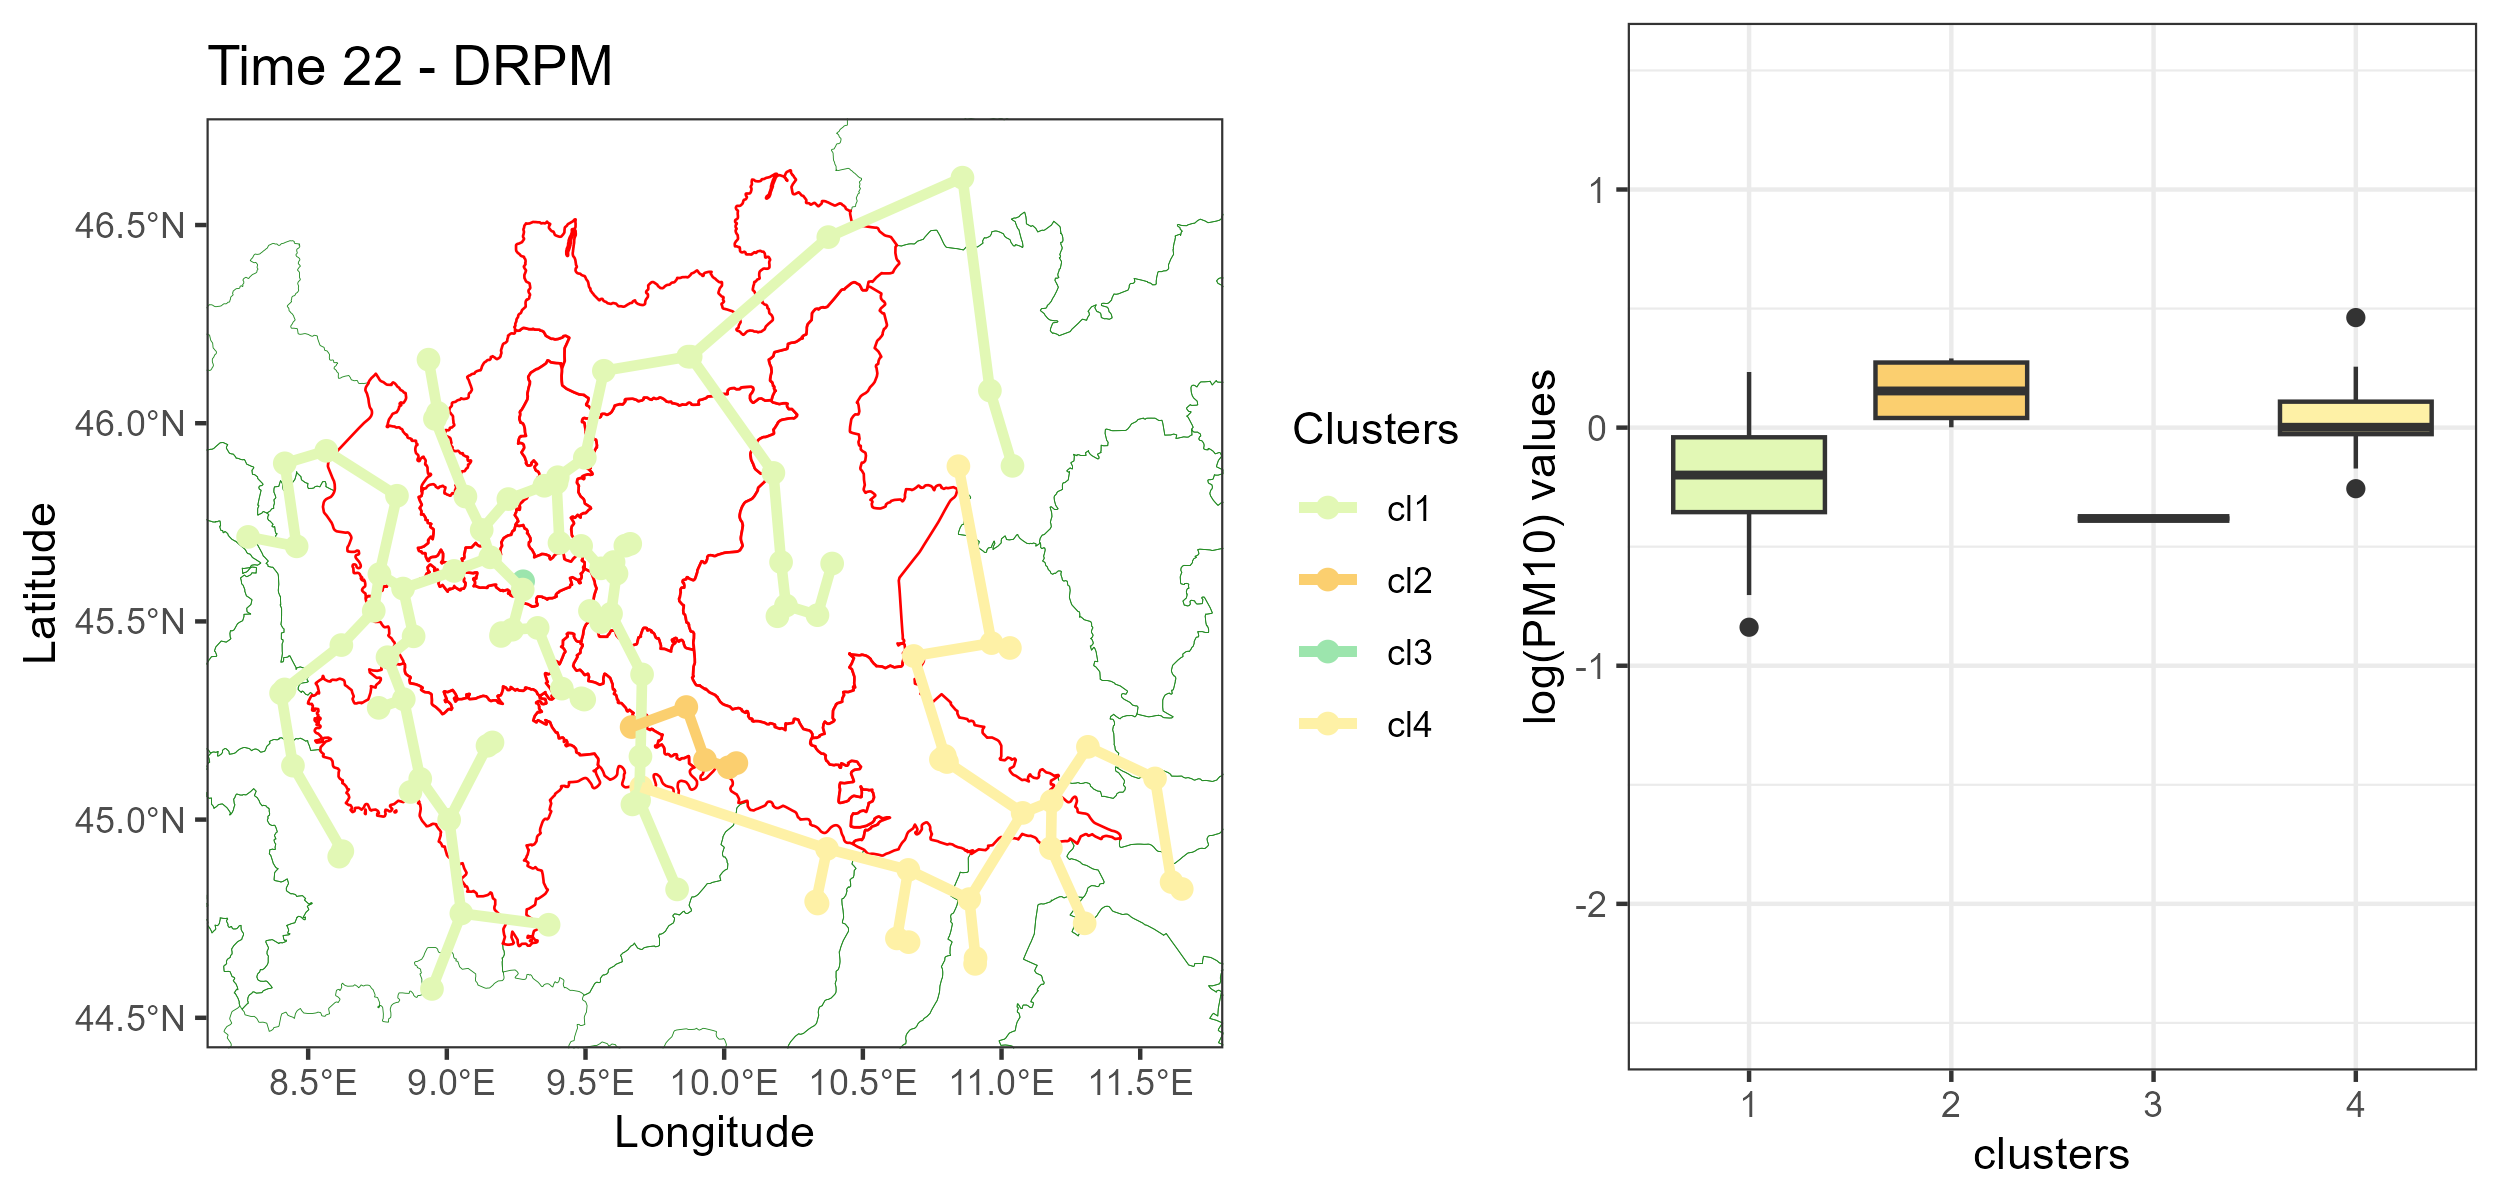 Time 22 - DRPM
46.5°N
46.0°N
45.5°N
45.0°N
44.5°N
Latitude
8.5°E 9.0°E 9.5°E 10.0°E 10.5°E 11.0°E 11.5°E
Longitude
Clusters
cl1
cl2
cl3
cl4
log(PM10) values
1
0
-1
-2
1 2 3 4
clusters